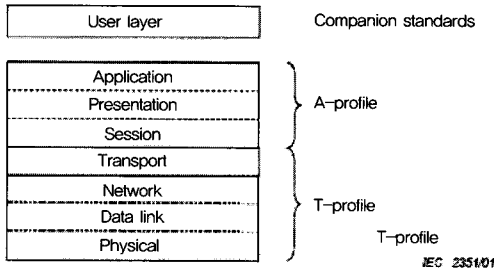 User layer Companion standards
Application
Presentation A-profile
Session
Transport
Network
T-profile
Data link
T-profile
Physical
IEC 2351/01